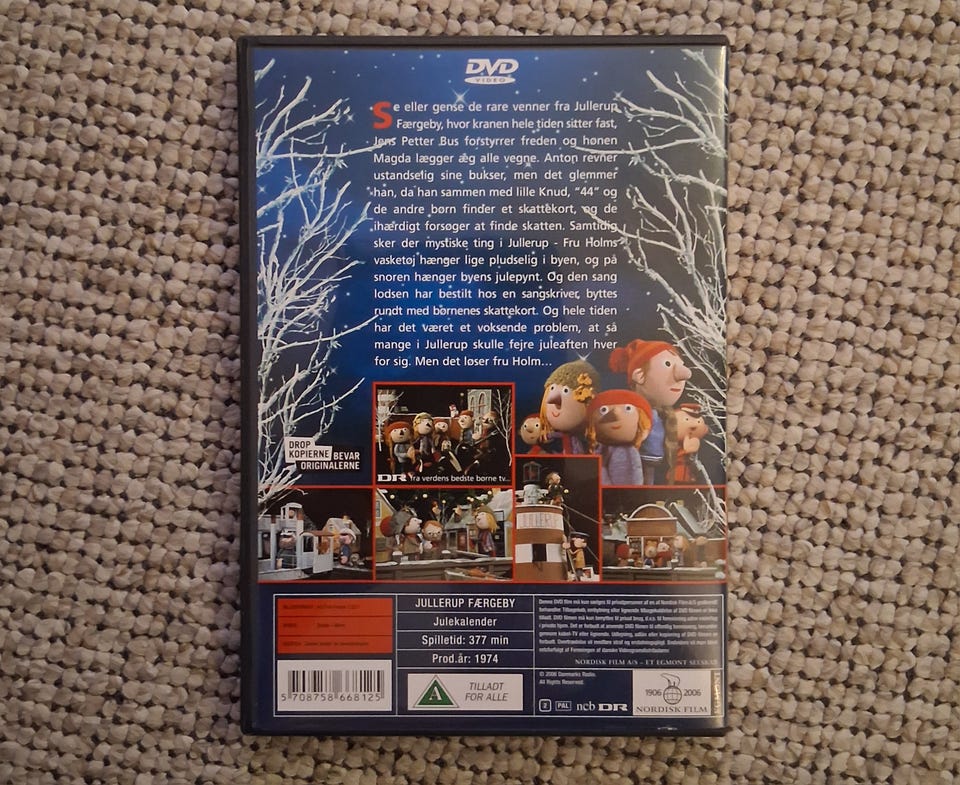 DVD
VIDEO
Se eller gense de rare venner fra Jullerup
Færgeby, hvor kranen hele tiden sitter fast,
Jens Petter Bus forstyrrer freden og hønen
Magda lægger æg alle vegne. Anton revner
ustandselig sine bukser, men det glemmer
han, da han sammen med lille Knud, "44" og
de andre børn finder et skattekort, og de
ihærdigt forsøger at finde skatten. Samtidig
sker der mystiske ting i Jullerup - Fru Holms
vasketøj hænger lige pludselig i byen, og på
snoren hænger byens julepynt. Og den sang
lodsen har bestilt hos en sangskriver, byttes
rundt med børnenes skattekort. Og hele tiden
har det været et voksende problem, at så
mange i Jullerup skulle fejre juleaften hver
for sig. Men det løser fru Holm...
DROP
KOPIERNE BEVAR
ORIGINALERNE
DR fra verdens bedste børne tv...
JULLERUP
JULLERUP FÆRGEBY
Julekalender
Spilletid: 377 min
Prod.år: 1974
NORDISK FILM A/S – ET EGMONT SELSKAB
© 2006 Danmarks Radio.
All Rights Reserved.
5 708758 668125
A
TILLADT
FOR ALLE
2 PAL ncb DR
1906 2006
NORDISK FILM